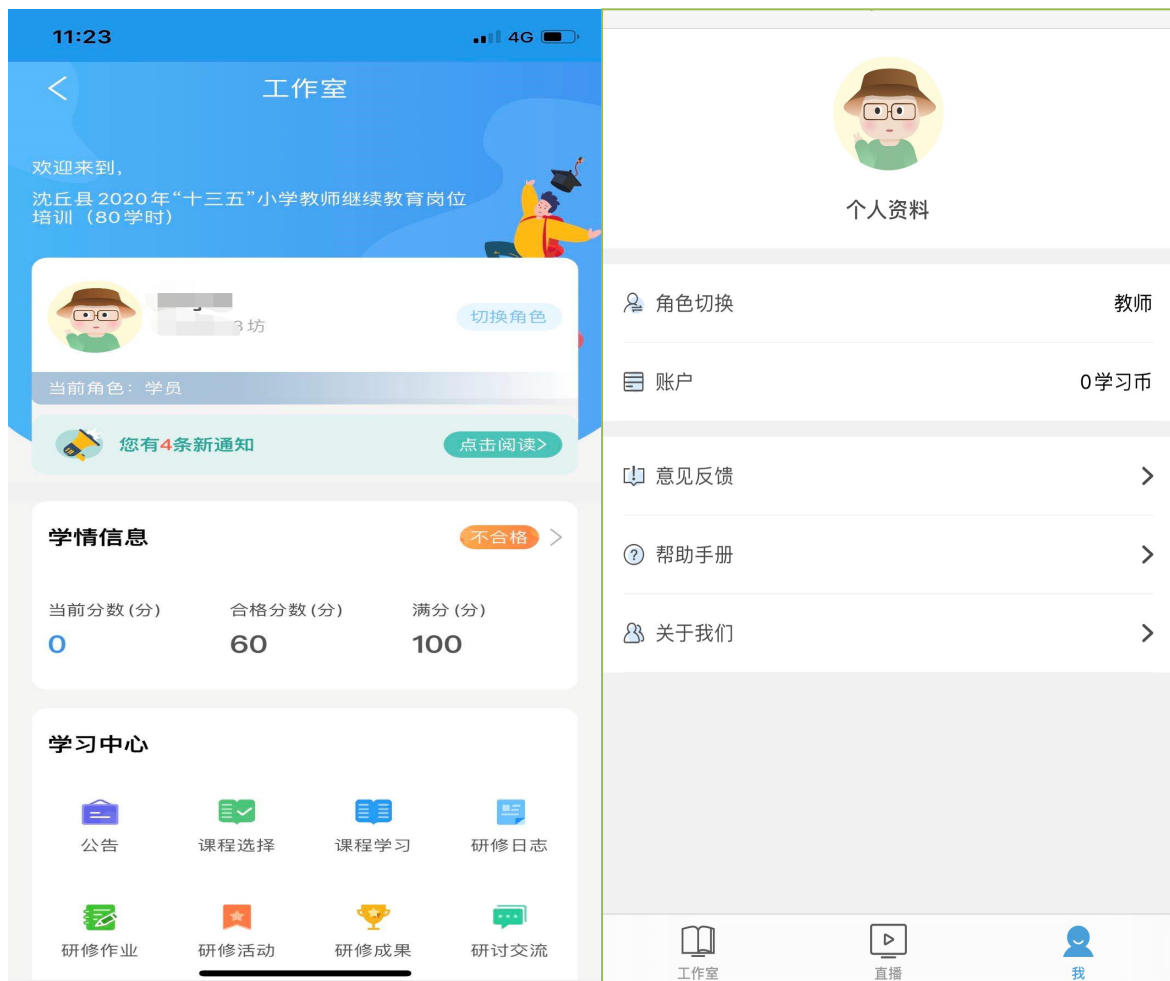 11:23
4G
工作室
欢迎来到，
沈丘县2020年“十三五”小学教师继续教育岗位
培训（80学时）
3坊
切换角色
当前角色：学员
您有4条新通知
点击阅读>
学情信息
不合格
当前分数(分)
合格分数(分)
满分(分)
0
60
100
学习中心
公告
课程选择
课程学习
研修日志
研修作业
研修活动
研修成果
研讨交流
个人资料
角色切换
教师
账户
0学习币
意见反馈
帮助手册
关于我们
工作室
直播
我